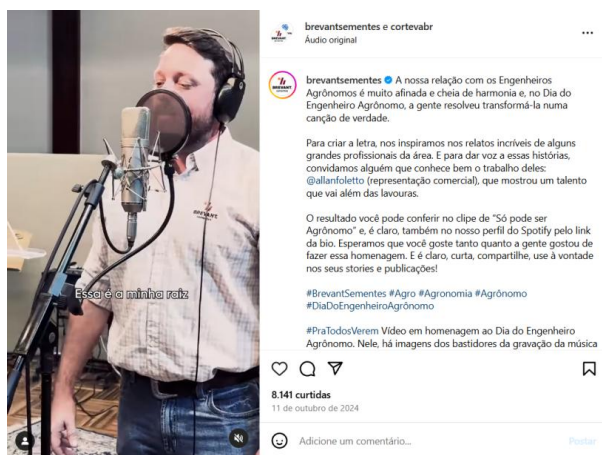 brevantsementes e cortevabr
Áudio original
brevantsementes A nossa relação com os Engenheiros
Agrônomos é muito afinada e cheia de harmonia e, no Dia do
Engenheiro Agrônomo, a gente resolveu transformá-la numa
canção de verdade.
Para criar a letra, nos inspiramos nos relatos incríveis de alguns
grandes profissionais da área. E para dar voz a essas histórias,
convidamos alguém que conhece bem o trabalho deles:
@allanfoletto (representação comercial), que mostrou um talento
que vai além das lavouras.
O resultado você pode conferir no clipe de “Só pode ser
Agrônomo” e, é claro, também no nosso perfil do Spotify pelo link
da bio. Esperamos que você goste tanto quanto a gente gostou de
fazer essa homenagem. E é claro, curta, compartilhe, use à vontade
nos seus stories e publicações!
#BrevantSementes #Agro #Agronomia #Agrônomo
#DiaDoEngenheiroAgrônomo
#PraTodosVerem Vídeo em homenagem ao Dia do Engenheiro
Agrônomo. Nele, há imagens dos bastidores da gravação da música
BREVANT
Essa é a minha raiz
8.141 curtidas
11 de outubro de 2024
Adicione um comentário...
Postar